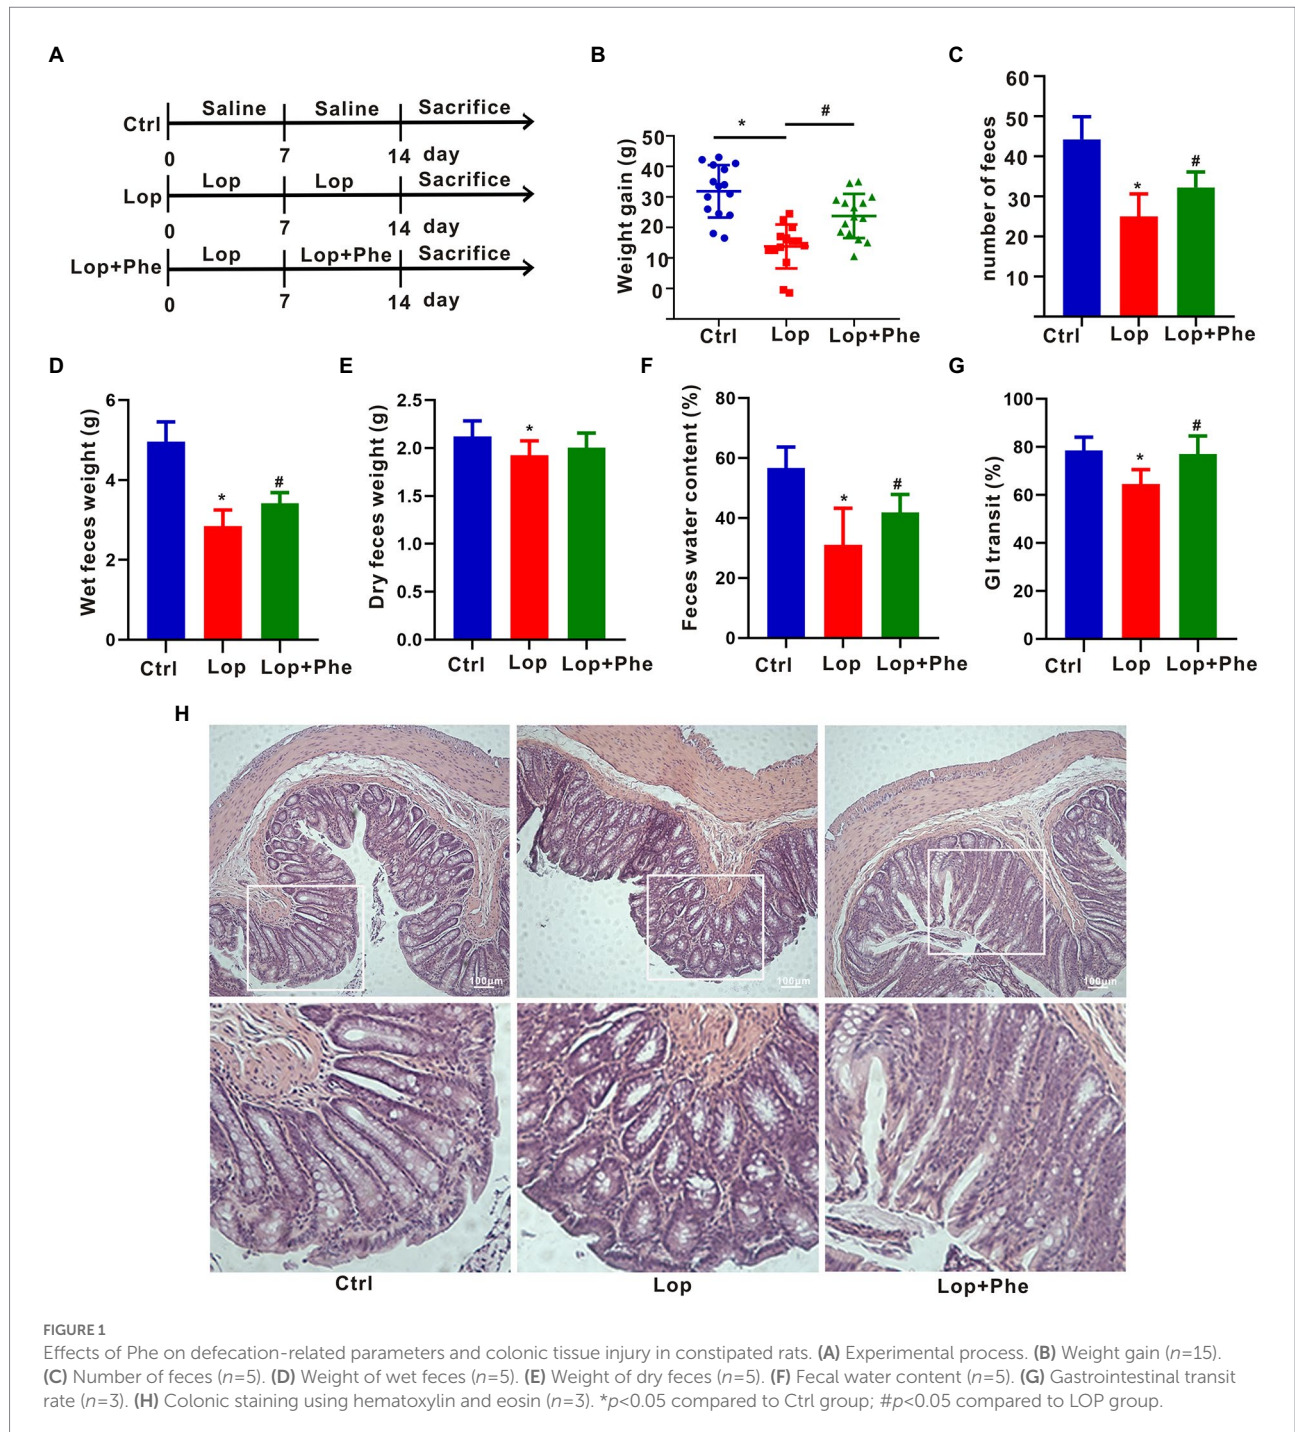 A
Saline Saline Sacrifice
Ctrl
0 7 14 day
Lop Lop Sacrifice
Lop
0 7 14 day
Lop Lop+Phe Sacrifice
Lop+Phe
0 7 14 day
B
* #
Weight gain (g)
50
40
30
20
10
0
Ctrl Lop Lop+Phe
C
number of feces
60
50
40
30
20
10
* #
Ctrl Lop Lop+Phe
D
Wet feces weight (g)
6
4
2
0
* #
Ctrl Lop Lop+Phe
E
Dry feces weight (g)
2.5
2.0
1.5
1.0
0.5
0.0
*
Ctrl Lop Lop+Phe
F
Feces water content (%)
80
60
40
20
0
* #
Ctrl Lop Lop+Phe
G
GI transit (%)
100
80
60
40
20
0
* #
Ctrl Lop Lop+Phe
H
100μm 100μm 100μm
Ctrl Lop Lop+Phe
FIGURE 1
Effects of Phe on defecation-related parameters and colonic tissue injury in constipated rats. (A) Experimental process. (B) Weight gain (n=15).
(C) Number of feces (n=5). (D) Weight of wet feces (n=5). (E) Weight of dry feces (n=5). (F) Fecal water content (n=5). (G) Gastrointestinal transit
rate (n=3). (H) Colonic staining using hematoxylin and eosin (n=3). *p<0.05 compared to Ctrl group; #p<0.05 compared to LOP group.